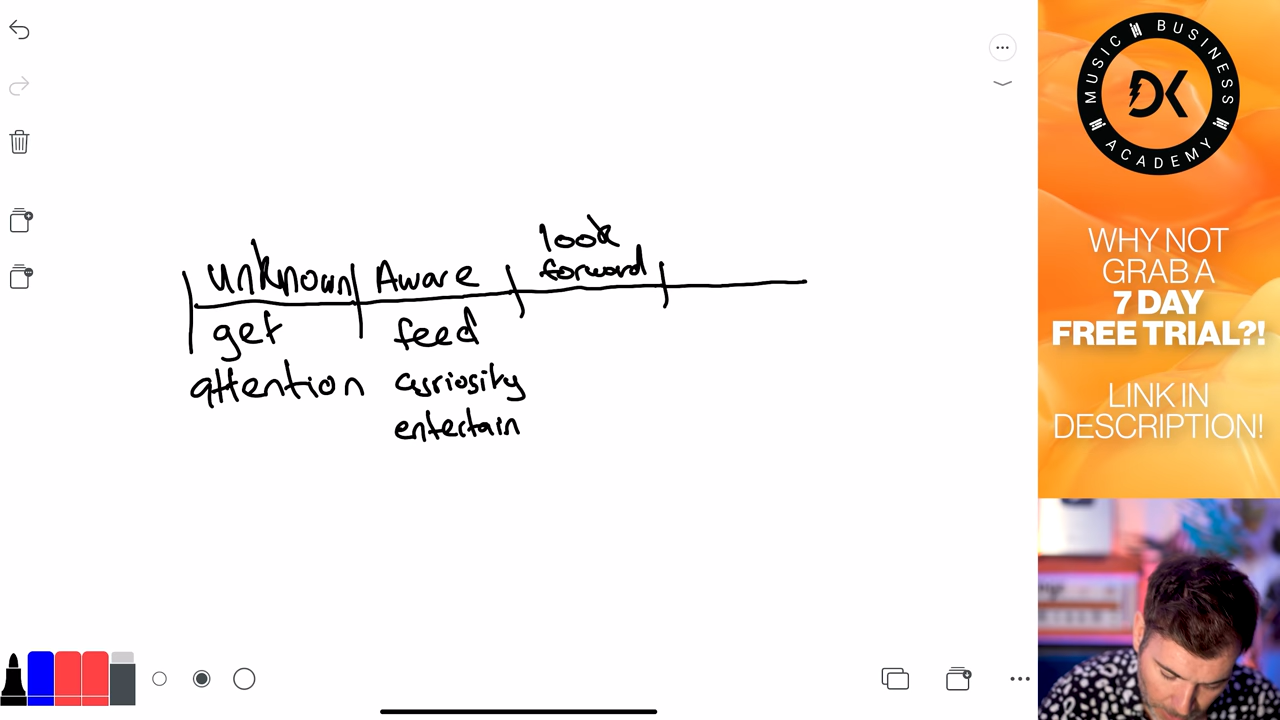 look
forward
unknown
Aware
get
attention
feed
curiosity
entertain
MUSIC BUSINESS
ACADEMY
DK
WHY NOT
GRAB A
7 DAY
FREE TRIAL?!
LINK IN
DESCRIPTION!